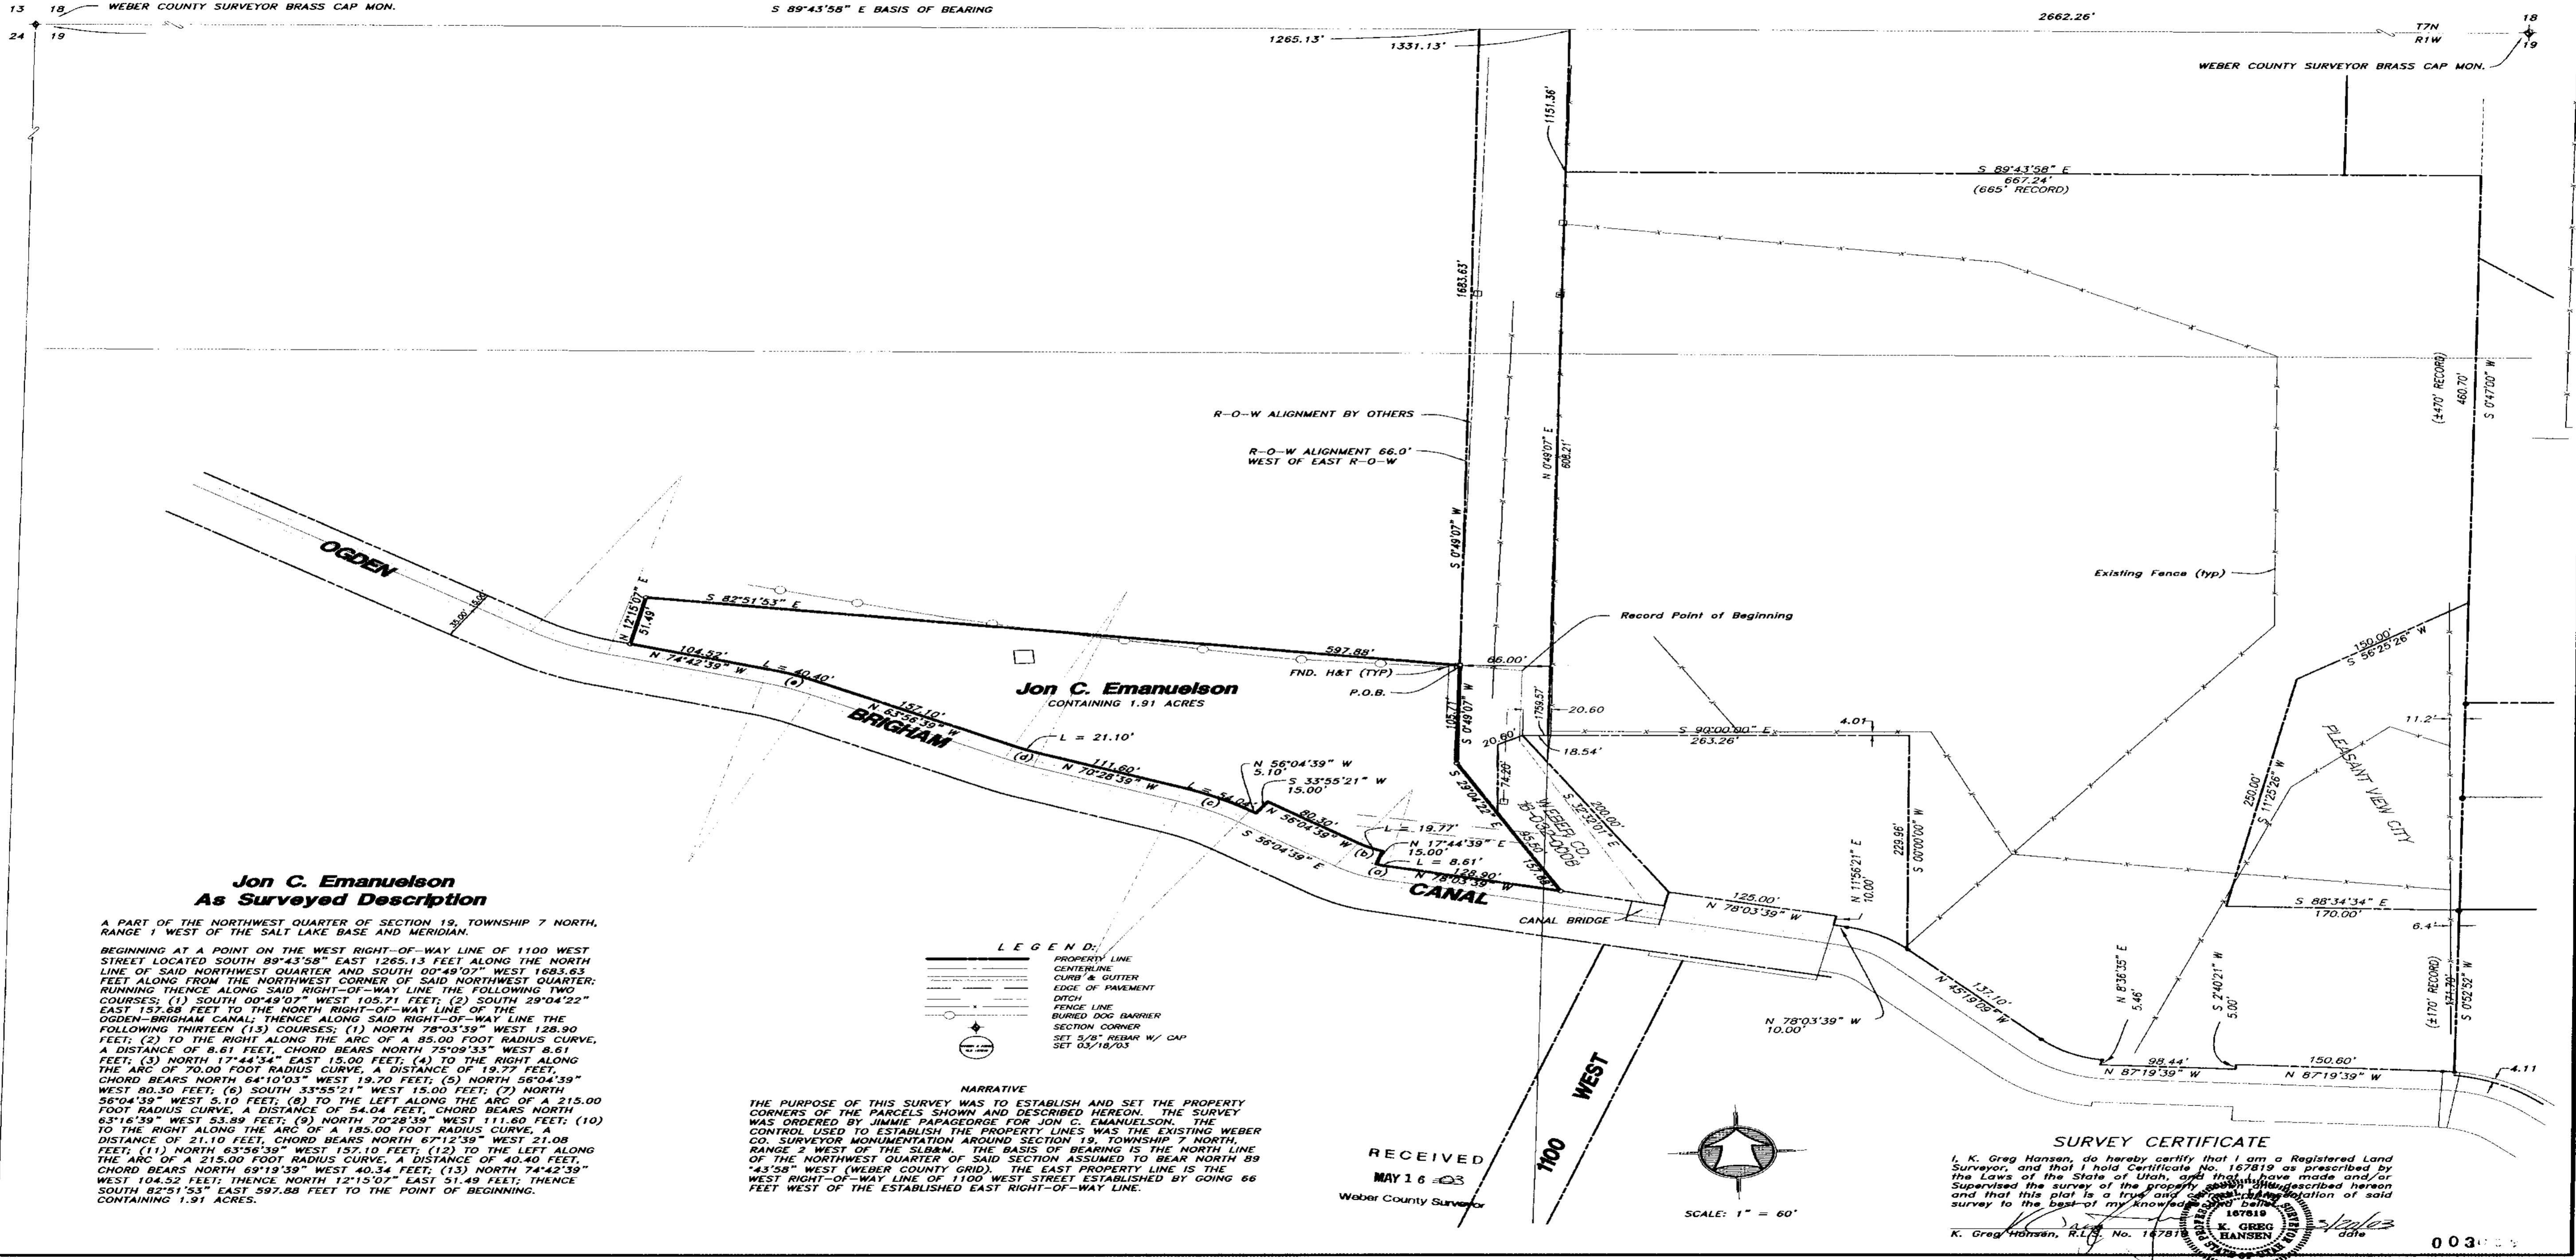 13 18 WEBER COUNTY SURVEYOR BRASS CAP MON.
24 19
S 89°43'58" E BASIS OF BEARING
2662.26'
1265.13'
1331.13'
T7N
R1W
18
19
WEBER COUNTY SURVEYOR BRASS CAP MON.
1151.36'
S 89°43'58" E
667.24'
(665' RECORD)
1683.63'
R-O-W ALIGNMENT BY OTHERS
R-O-W ALIGNMENT 66.0'
WEST OF EAST R-O-W
S 0°49'07" W
N 0°49'07" E
608.21'
(±470' RECORD)
460.70'
S 0°47'00" W
Existing Fence (typ)
OGDEN
35.00' 15.00'
N 12°15'07" E
51.49'
S 82°51'53" E
597.88'
104.52'
N 74°42'39" W
L = 40.40'
(e)
157.10'
N 63°56'39" W
BRIGHAM
Jon C. Emanuelson
CONTAINING 1.91 ACRES
FND. H&T (TYP)
P.O.B.
66.00'
Record Point of Beginning
105.71'
S 0°49'07" W
1759.57'
20.60
20.60'
18.54'
74.20'
S 90°00'00" E
263.26'
4.01
L = 21.10'
(d)
111.60'
N 70°28'39" W
L = 54.04'
(c)
N 56°04'39" W
5.10'
S 33°55'21" W
15.00'
80.30'
N 56°04'39" W
S 56°04'39" E
L = 19.77'
(b)
N 17°44'39" E
15.00'
L = 8.61'
(a)
128.90'
N 78°03'39" W
CANAL
S 29°04'22" E
95.50
157.68'
WEBER CO.
16-032-0006
S 32°32'01" E
200.00'
CANAL BRIDGE
125.00'
N 78°03'39" W
N 11°56'21" E
10.00'
229.96'
S 00°00'00" W
N 78°03'39" W
10.00'
137.10'
N 45°19'09" W
N 8°36'35" E
5.46'
S 2°40'21" W
5.00'
98.44'
N 87°19'39" W
150.60'
N 87°19'39" W
4.11
150.00'
S 56°25'26" W
250.00'
S 11°25'26" W
PLEASANT VIEW CITY
11.2'
S 88°34'34" E
170.00'
6.4'
(±170' RECORD)
171.70'
S 0°52'52" W
1100 WEST
Jon C. Emanuelson
As Surveyed Description
A PART OF THE NORTHWEST QUARTER OF SECTION 19, TOWNSHIP 7 NORTH,
RANGE 1 WEST OF THE SALT LAKE BASE AND MERIDIAN.
BEGINNING AT A POINT ON THE WEST RIGHT-OF-WAY LINE OF 1100 WEST
STREET LOCATED SOUTH 89°43'58" EAST 1265.13 FEET ALONG THE NORTH
LINE OF SAID NORTHWEST QUARTER AND SOUTH 00°49'07" WEST 1683.63
FEET ALONG FROM THE NORTHWEST CORNER OF SAID NORTHWEST QUARTER;
RUNNING THENCE ALONG SAID RIGHT-OF-WAY LINE THE FOLLOWING TWO
COURSES; (1) SOUTH 00°49'07" WEST 105.71 FEET; (2) SOUTH 29°04'22"
EAST 157.68 FEET TO THE NORTH RIGHT-OF-WAY LINE OF THE
OGDEN-BRIGHAM CANAL; THENCE ALONG SAID RIGHT-OF-WAY LINE THE
FOLLOWING THIRTEEN (13) COURSES; (1) NORTH 78°03'39" WEST 128.90
FEET; (2) TO THE RIGHT ALONG THE ARC OF A 85.00 FOOT RADIUS CURVE,
A DISTANCE OF 8.61 FEET, CHORD BEARS NORTH 75°09'33" WEST 8.61
FEET; (3) NORTH 17°44'34" EAST 15.00 FEET; (4) TO THE RIGHT ALONG
THE ARC OF 70.00 FOOT RADIUS CURVE, A DISTANCE OF 19.77 FEET,
CHORD BEARS NORTH 64°10'03" WEST 19.70 FEET; (5) NORTH 56°04'39"
WEST 80.30 FEET; (6) SOUTH 33°55'21" WEST 15.00 FEET; (7) NORTH
56°04'39" WEST 5.10 FEET; (8) TO THE LEFT ALONG THE ARC OF A 215.00
FOOT RADIUS CURVE, A DISTANCE OF 54.04 FEET, CHORD BEARS NORTH
63°16'39" WEST 53.89 FEET; (9) NORTH 70°28'39" WEST 111.60 FEET; (10)
TO THE RIGHT ALONG THE ARC OF A 185.00 FOOT RADIUS CURVE, A
DISTANCE OF 21.10 FEET, CHORD BEARS NORTH 67°12'39" WEST 21.08
FEET; (11) NORTH 63°56'39" WEST 157.10 FEET; (12) TO THE LEFT ALONG
THE ARC OF A 215.00 FOOT RADIUS CURVE, A DISTANCE OF 40.40 FEET,
CHORD BEARS NORTH 69°19'39" WEST 40.34 FEET; (13) NORTH 74°42'39"
WEST 104.52 FEET; THENCE NORTH 12°15'07" EAST 51.49 FEET; THENCE
SOUTH 82°51'53" EAST 597.88 FEET TO THE POINT OF BEGINNING.
CONTAINING 1.91 ACRES.
LEGEND:
PROPERTY LINE
CENTERLINE
CURB & GUTTER
EDGE OF PAVEMENT
DITCH
FENCE LINE
BURIED DOG BARRIER
SECTION CORNER
SET 5/8" REBAR W/ CAP
SET 03/18/03
NARRATIVE
THE PURPOSE OF THIS SURVEY WAS TO ESTABLISH AND SET THE PROPERTY
CORNERS OF THE PARCELS SHOWN AND DESCRIBED HEREON. THE SURVEY
WAS ORDERED BY JIMMIE PAPAGEORGE FOR JON C. EMANUELSON. THE
CONTROL USED TO ESTABLISH THE PROPERTY LINES WAS THE EXISTING WEBER
CO. SURVEYOR MONUMENTATION AROUND SECTION 19, TOWNSHIP 7 NORTH,
RANGE 2 WEST OF THE SLB&M. THE BASIS OF BEARING IS THE NORTH LINE
OF THE NORTHWEST QUARTER OF SAID SECTION ASSUMED TO BEAR NORTH 89
°43'58" WEST (WEBER COUNTY GRID). THE EAST PROPERTY LINE IS THE
WEST RIGHT-OF-WAY LINE OF 1100 WEST STREET ESTABLISHED BY GOING 66
FEET WEST OF THE ESTABLISHED EAST RIGHT-OF-WAY LINE.
RECEIVED
MAY 16 03
Weber County Surveyor
SCALE: 1" = 60'
SURVEY CERTIFICATE
I, K. Greg Hansen, do hereby certify that I am a Registered Land
Surveyor, and that I hold Certificate No. 167819 as prescribed by
the Laws of the State of Utah, and that I have made and/or
Supervised the survey of the property shown and described hereon
and that this plat is a true and representation of said
survey to the best of my knowledge and belief.
K. Greg Hansen, R.L.S. No. 167819
167819
K. GREG
HANSEN
3/20/03
date
003